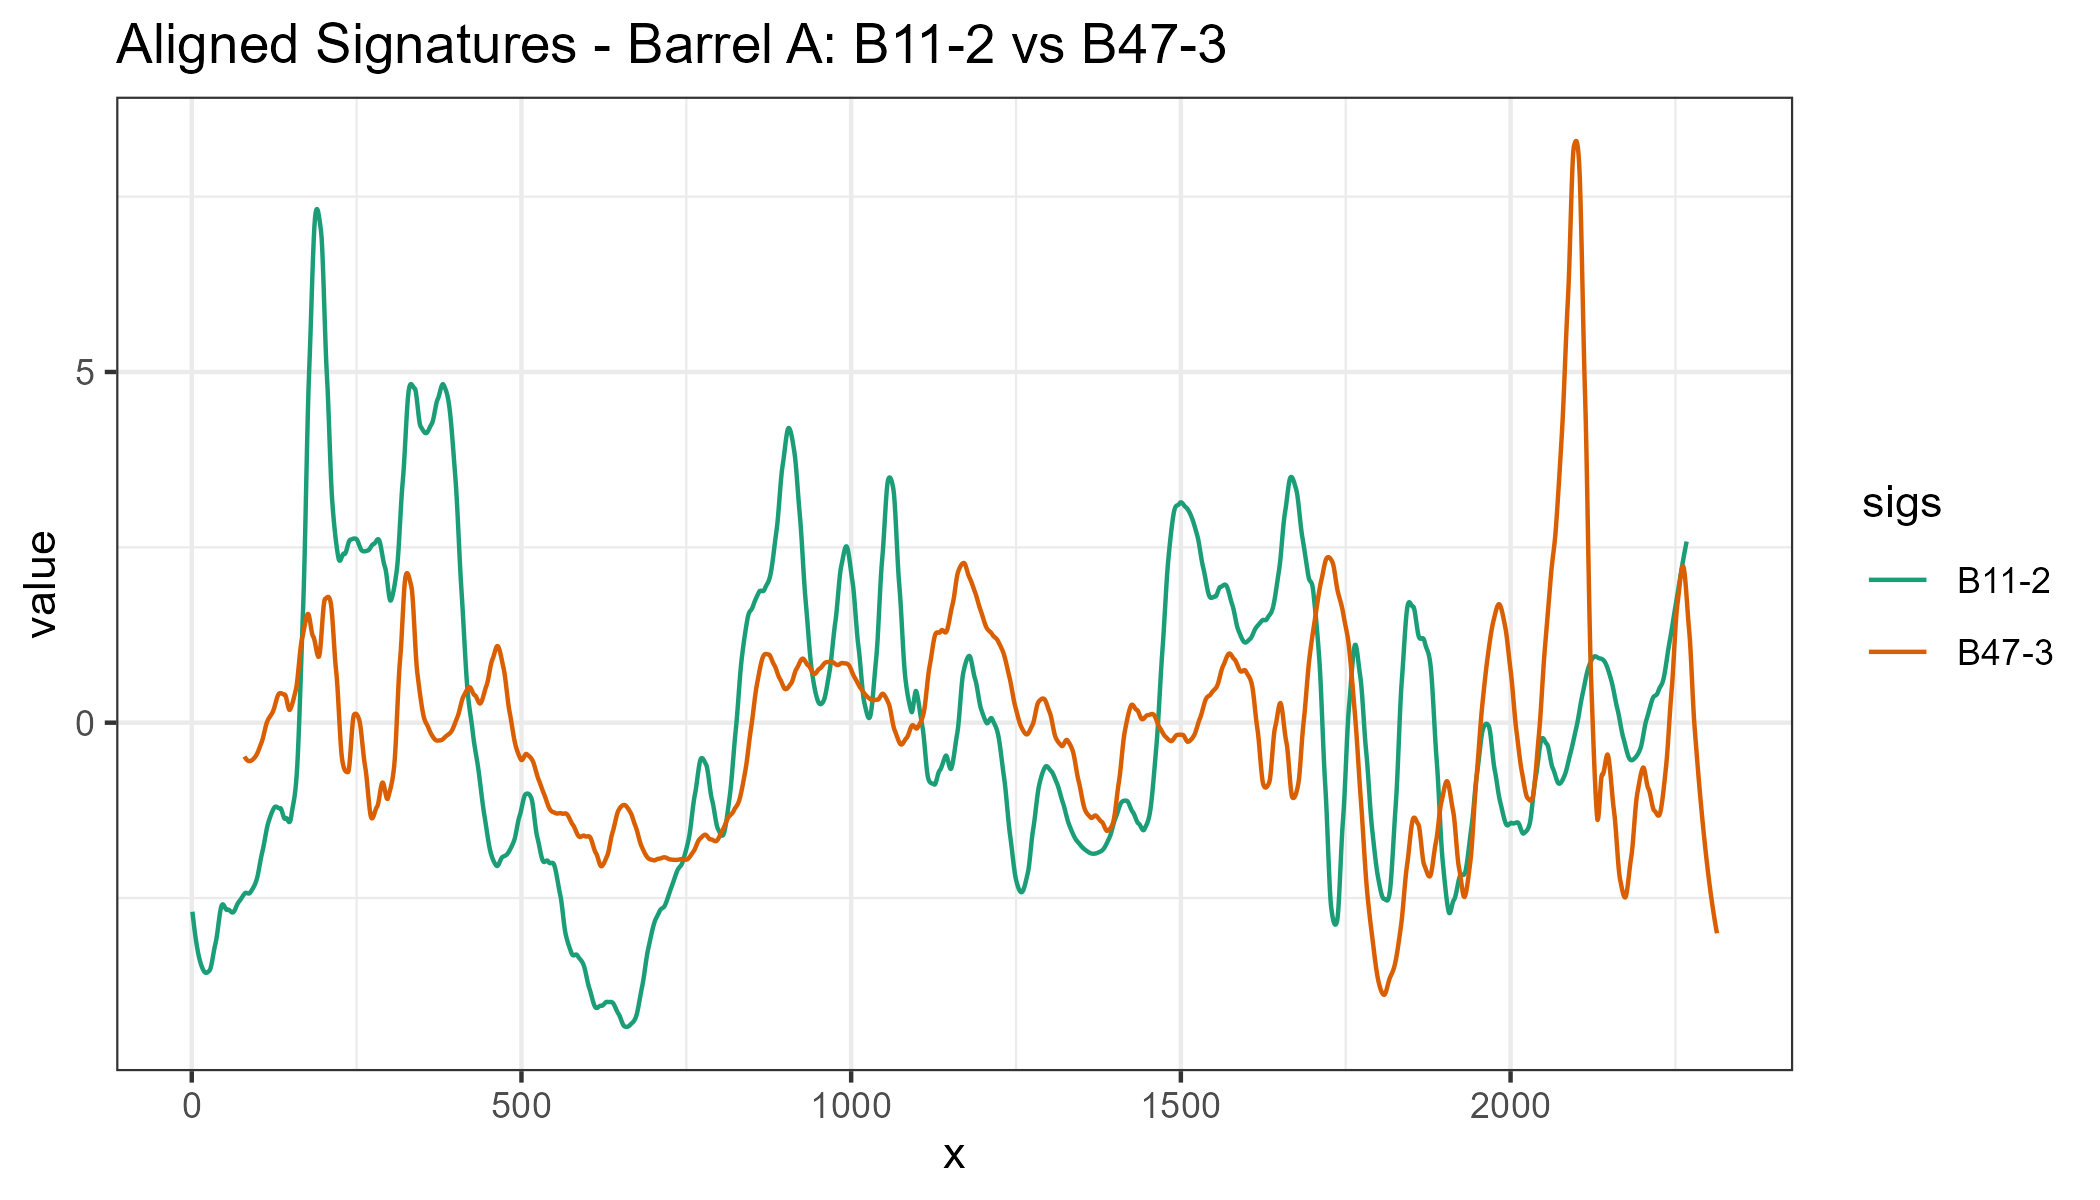 Aligned Signatures - Barrel A: B11-2 vs B47-3
value
5
0
0
500
1000
1500
2000
x
sigs
B11-2
B47-3